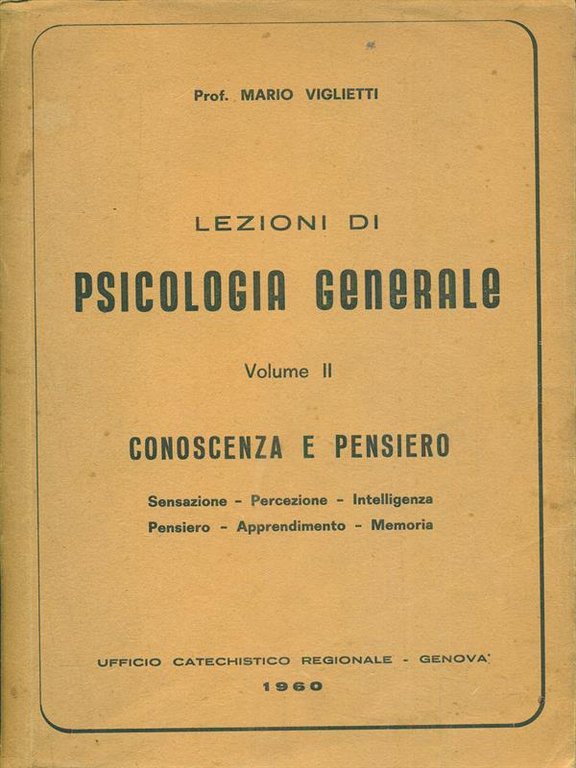 Prof. MARIO VIGLIETTI
LEZIONI DI
PSICOLOGIA GENERALE
Volume II
CONOSCENZA E PENSIERO
Sensazione - Percezione - Intelligenza
Pensiero - Apprendimento - Memoria
UFFICIO CATECHISTICO REGIONALE - GENOVA
1960